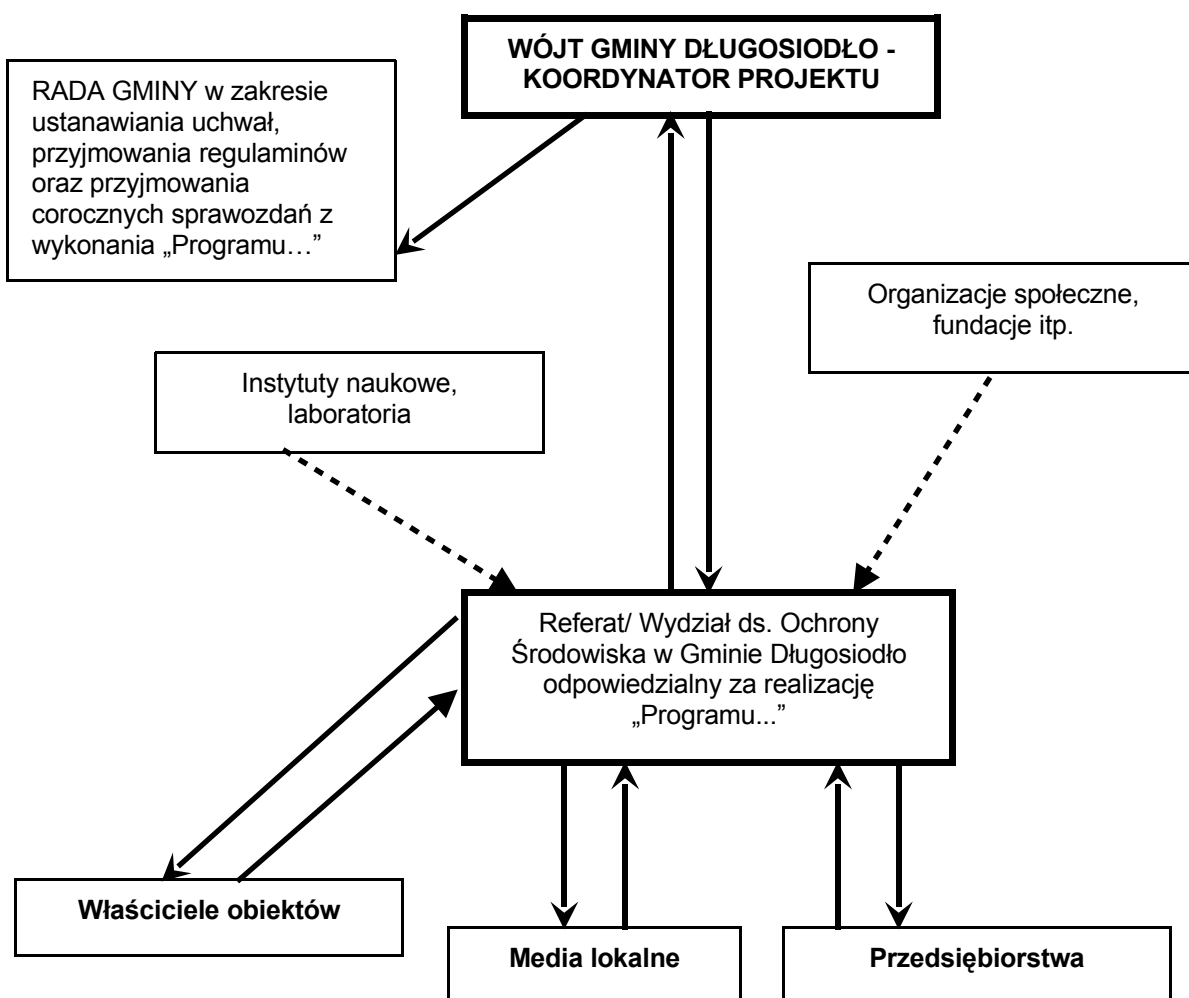 WÓJT GMINY DŁUGOSIODŁO -
KOORDYNATOR PROJEKTU
RADA GMINY w zakresie
ustanawiania uchwał,
przyjmowania regulaminów
oraz przyjmowania
corocznych sprawozdań z
wykonania „Programu…”
Organizacje społeczne,
fundacje itp.
Instytuty naukowe,
laboratoria
Referat/ Wydział ds. Ochrony
Środowiska w Gminie Długosiodło
odpowiedzialny za realizację
„Programu...”
Właściciele obiektów
Media lokalne
Przedsiębiorstwa